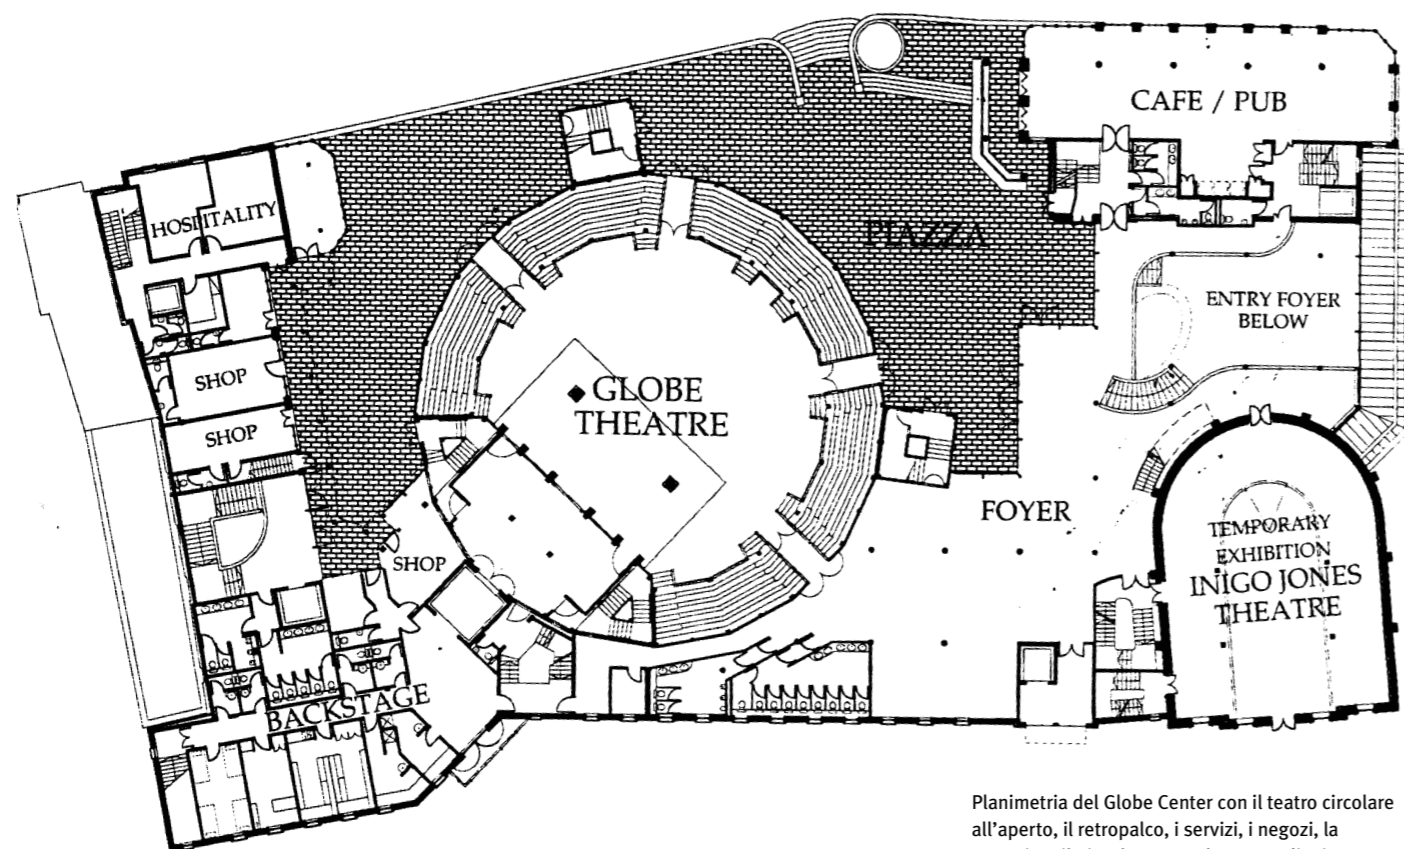 CAFE / PUB
HOSPITALITY
PIAZZA
ENTRY FOYER
BELOW
SHOP
GLOBE
THEATRE
SHOP
FOYER
TEMPORARY
EXHIBITION
INIGO JONES
THEATRE
SHOP
BACKSTAGE
Planimetria del Globe Center con il teatro circolare
all'aperto, il retropalco, i servizi, i negozi, la